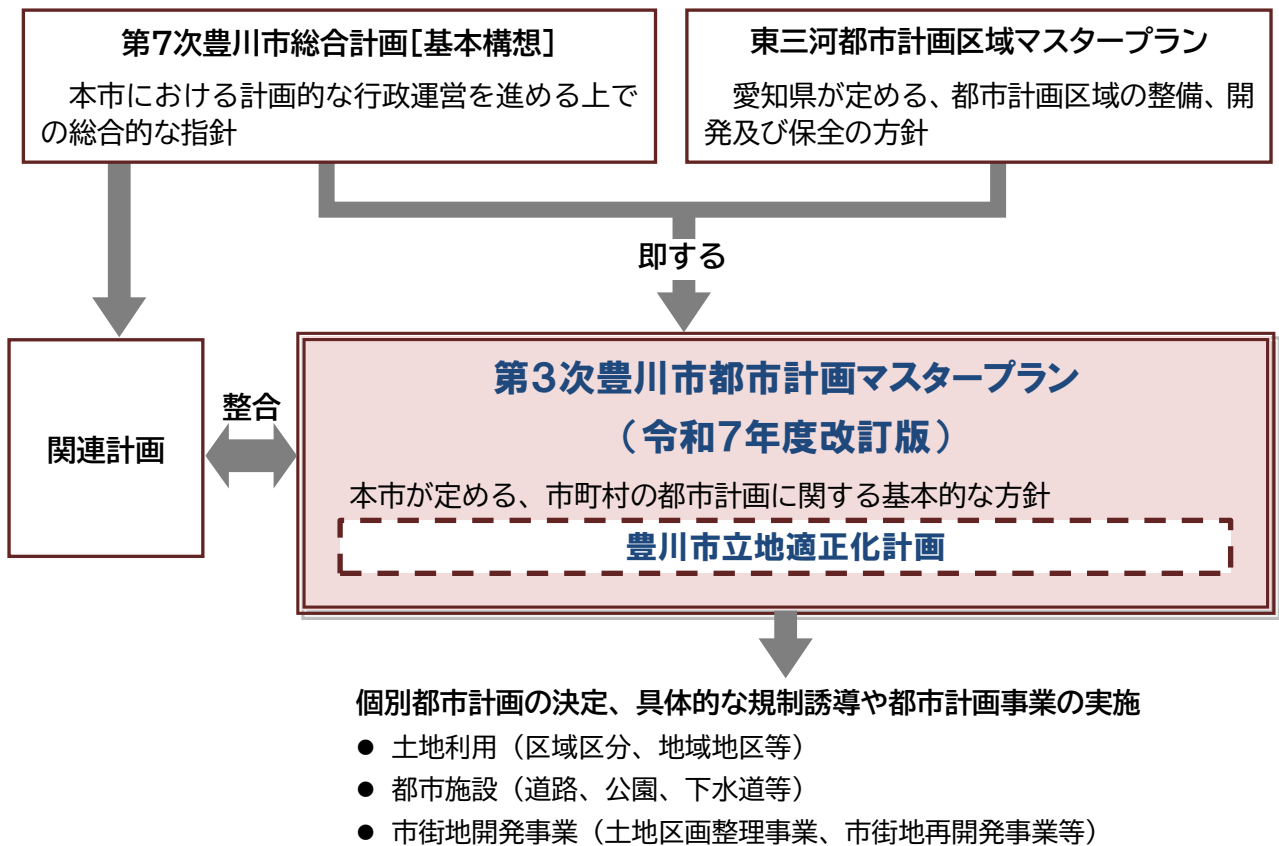 第7次豊川市総合計画[基本構想]
本市における計画的な行政運営を進める上で
の総合的な指針
東三河都市計画区域マスタープラン
愛知県が定める、都市計画区域の整備、開
発及び保全の方針
即する
関連計画
整合
第3次豊川市都市計画マスタープラン
（令和7年度改訂版）
本市が定める、市町村の都市計画に関する基本的な方針
豊川市立地適正化計画
個別都市計画の決定、具体的な規制誘導や都市計画事業の実施
● 土地利用（区域区分、地域地区等）
● 都市施設（道路、公園、下水道等）
● 市街地開発事業（土地区画整理事業、市街地再開発事業等）